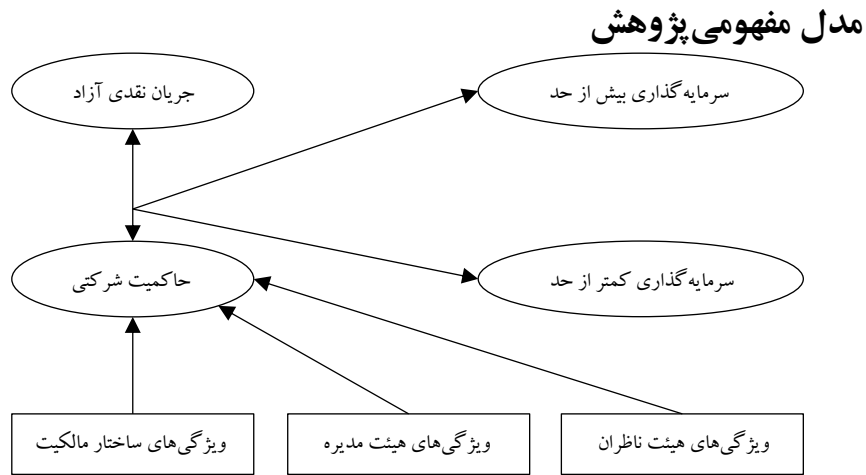 مدل مفهومی پژوهش
سرمایه‌گذاری بیش از حد
جریان نقدی آزاد
سرمایه‌گذاری کمتر از حد
حاکمیت شرکتی
ویژگی‌های هیئت ناظران
ویژگی‌های هیئت مدیره
ویژگی‌های ساختار مالکیت